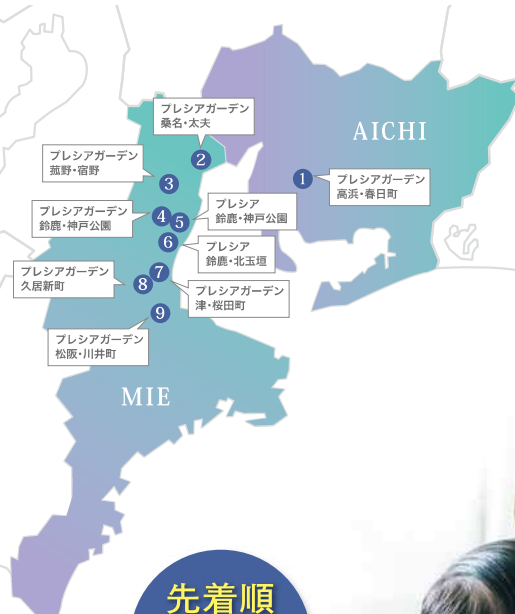 プレシアガーデン
桑名・太夫
AICHI
2
プレシアガーデン
菰野・宿野
3
1
プレシアガーデン
高浜・春日町
プレシアガーデン
鈴鹿・神戸公園
4
5
プレシア
鈴鹿・神戸公園
6
プレシア
鈴鹿・北玉垣
プレシアガーデン
久居新町
8
7
プレシアガーデン
津・桜田町
9
プレシアガーデン
松阪・川井町
MIE
先着順